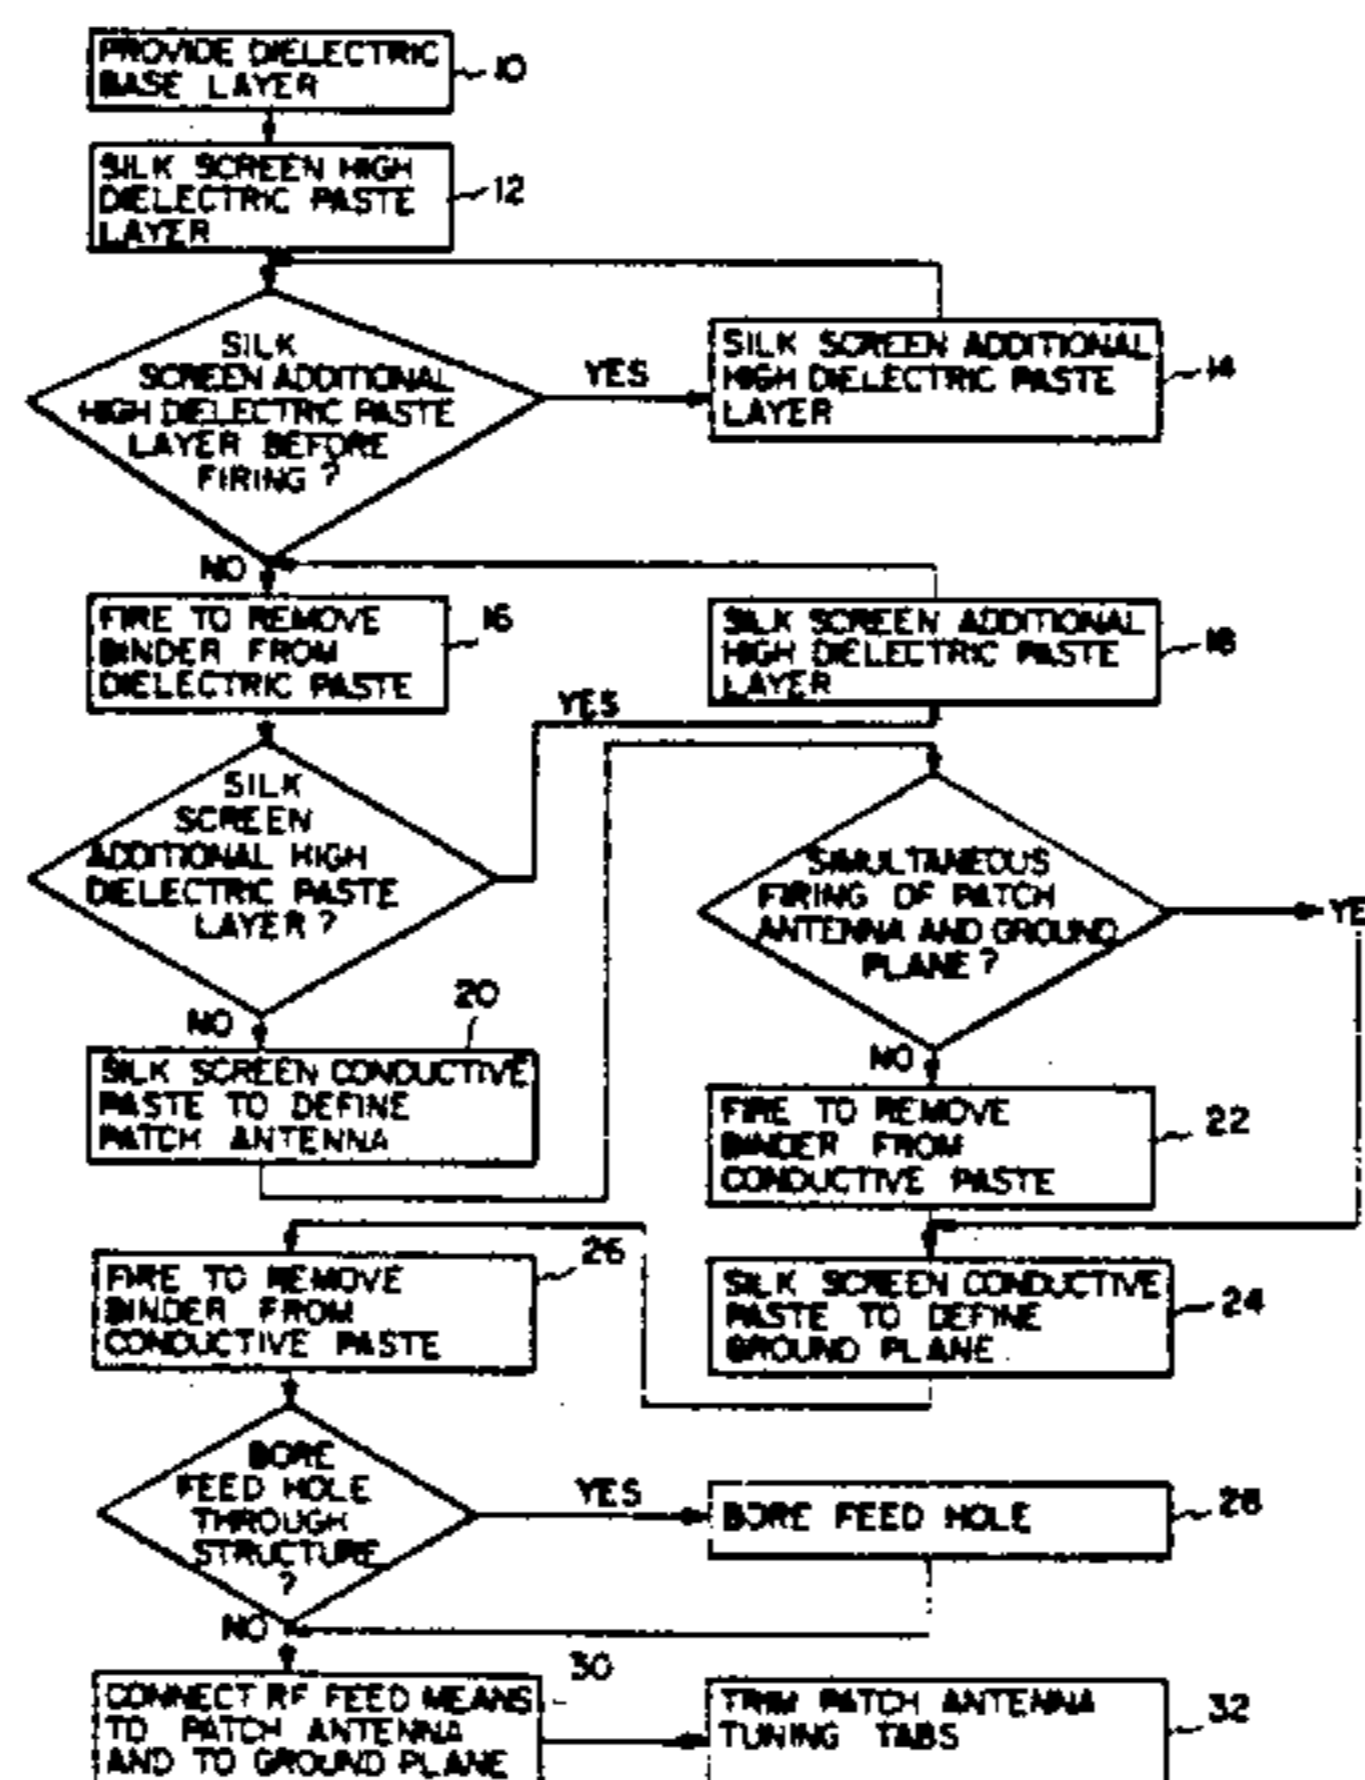 PROVIDE DIELECTRIC
BASE LAYER
10
SILK SCREEN HIGH
DIELECTRIC PASTE
LAYER
12
SILK
SCREEN ADDITIONAL
HIGH DIELECTRIC PASTE
LAYER BEFORE
FIRING ?
YES
SILK SCREEN ADDITIONAL
HIGH DIELECTRIC PASTE
LAYER
14
NO
FIRE TO REMOVE
BINDER FROM
DIELECTRIC PASTE
16
SILK SCREEN ADDITIONAL
HIGH DIELECTRIC PASTE
LAYER
18
YES
SILK
SCREEN
ADDITIONAL HIGH
DIELECTRIC PASTE
LAYER ?
NO
20
SILK SCREEN CONDUCTIVE
PASTE TO DEFINE
PATCH ANTENNA
SIMULTANEOUS
FIRING OF PATCH
ANTENNA AND GROUND
PLANE ?
YE
NO
FIRE TO REMOVE
BINDER FROM
CONDUCTIVE PASTE
22
SILK SCREEN CONDUCTIVE
PASTE TO DEFINE
GROUND PLANE
24
FIRE TO REMOVE
BINDER FROM
CONDUCTIVE PASTE
26
BORE
FEED HOLE
THROUGH
STRUCTURE
?
YES
BORE FEED HOLE
28
NO
CONNECT RF FEED MEANS
TO PATCH ANTENNA
AND TO GROUND PLANE
30
TRIM PATCH ANTENNA
TUNING TABS
32